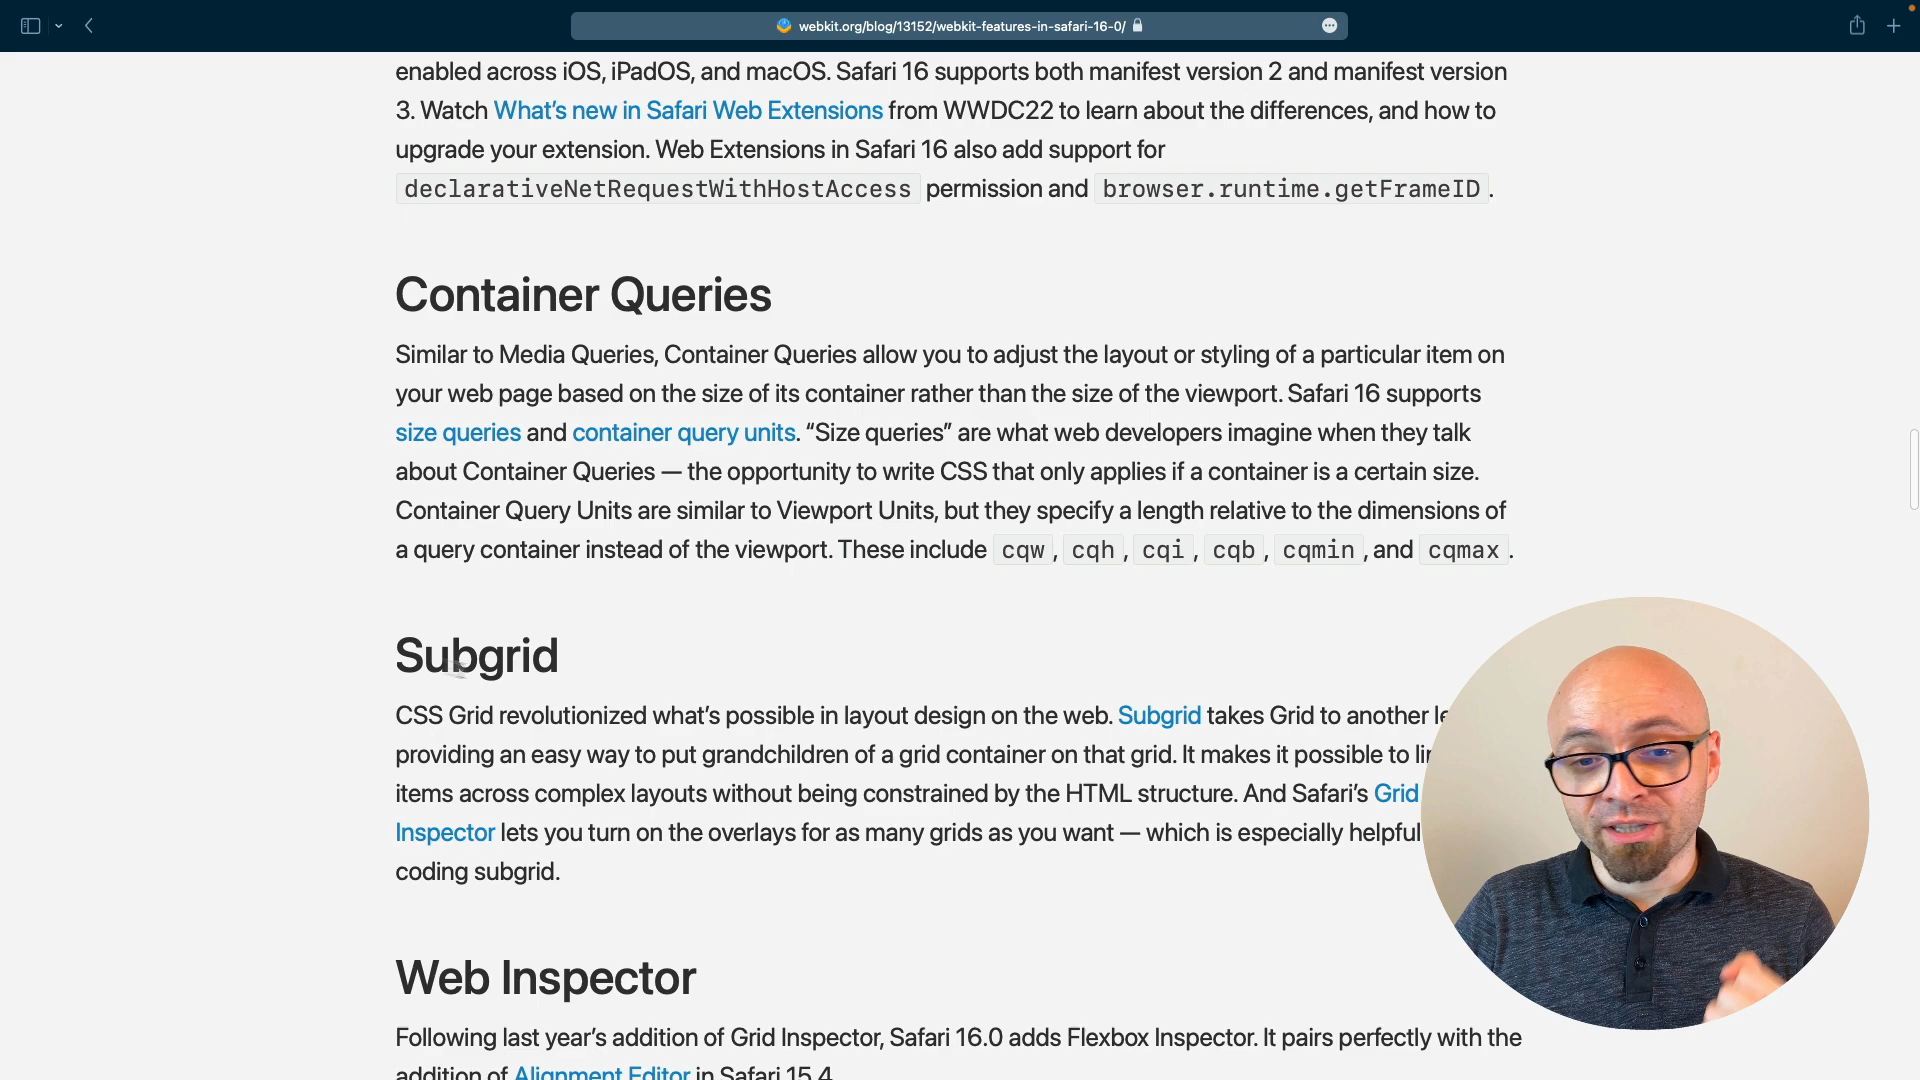 webkit.org/blog/13152/webkit-features-in-safari-16-0/
enabled across iOS, iPadOS, and macOS. Safari 16 supports both manifest version 2 and manifest version
3. Watch What’s new in Safari Web Extensions from WWDC22 to learn about the differences, and how to
upgrade your extension. Web Extensions in Safari 16 also add support for
declarativeNetRequestWithHostAccess permission and browser.runtime.getFrameID.
Container Queries
Similar to Media Queries, Container Queries allow you to adjust the layout or styling of a particular item on
your web page based on the size of its container rather than the size of the viewport. Safari 16 supports
size queries and container query units. “Size queries” are what web developers imagine when they talk
about Container Queries — the opportunity to write CSS that only applies if a container is a certain size.
Container Query Units are similar to Viewport Units, but they specify a length relative to the dimensions of
a query container instead of the viewport. These include cqw, cqh, cqi, cqb, cqmin, and cqmax.
Subgrid
CSS Grid revolutionized what’s possible in layout design on the web. Subgrid takes Grid to another
providing an easy way to put grandchildren of a grid container on that grid. It makes it possible to
items across complex layouts without being constrained by the HTML structure. And Safari’s Grid
Inspector lets you turn on the overlays for as many grids as you want — which is especially helpful
coding subgrid.
Web Inspector
Following last year’s addition of Grid Inspector, Safari 16.0 adds Flexbox Inspector. It pairs perfectly with the
addition of Alignment Editor in Safari 15.4.